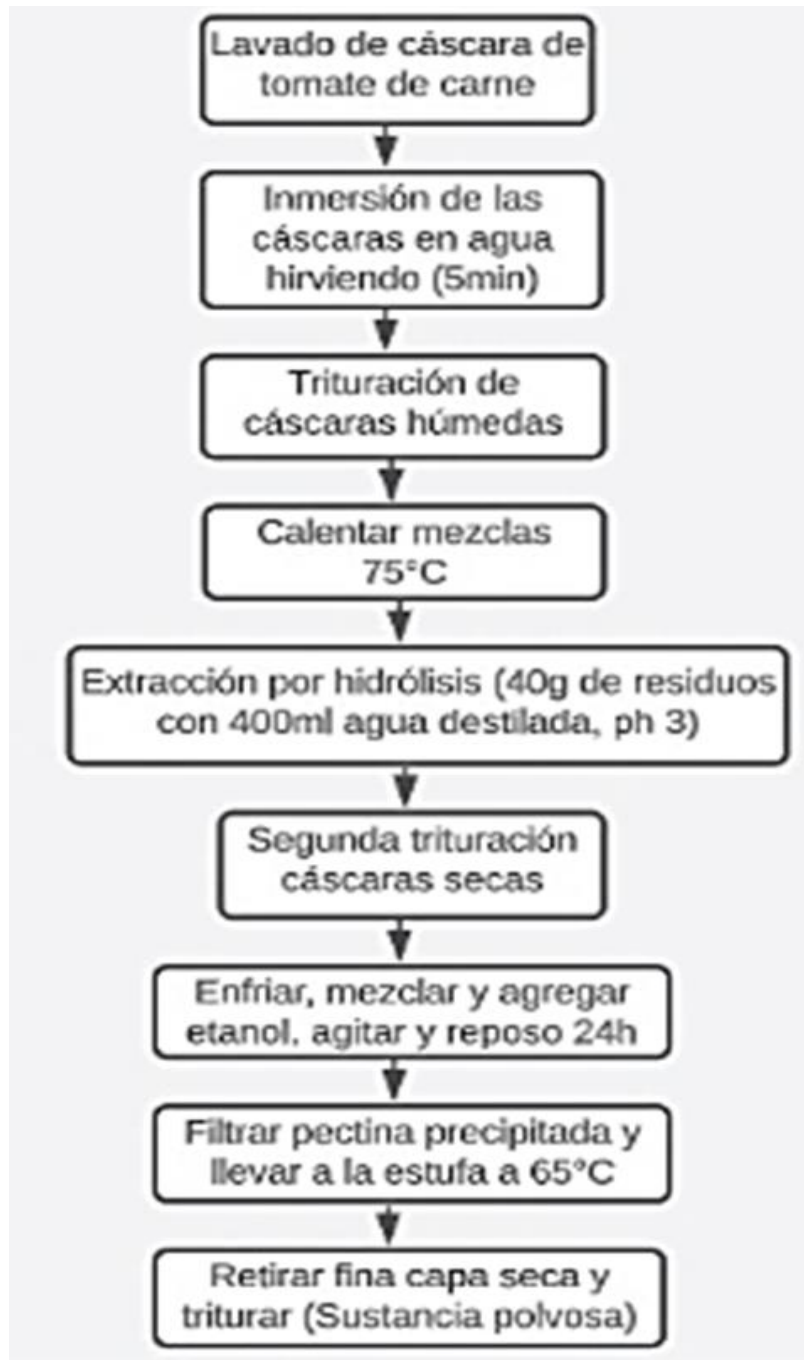 Lavado de cáscara de
tomate de carne
Inmersión de las
cáscaras en agua
hirviendo (5min)
Trituración de
cáscaras húmedas
Calentar mezclas
75°C
Extracción por hidrólisis (40g de residuos
con 400ml agua destilada, ph 3)
Segunda trituración
cáscaras secas
Enfriar, mezclar y agregar
etanol, agitar y reposo 24h
Filtrar pectina precipitada y
llevar a la estufa a 65°C
Retirar fina capa seca y
triturar (Sustancia polvosa)